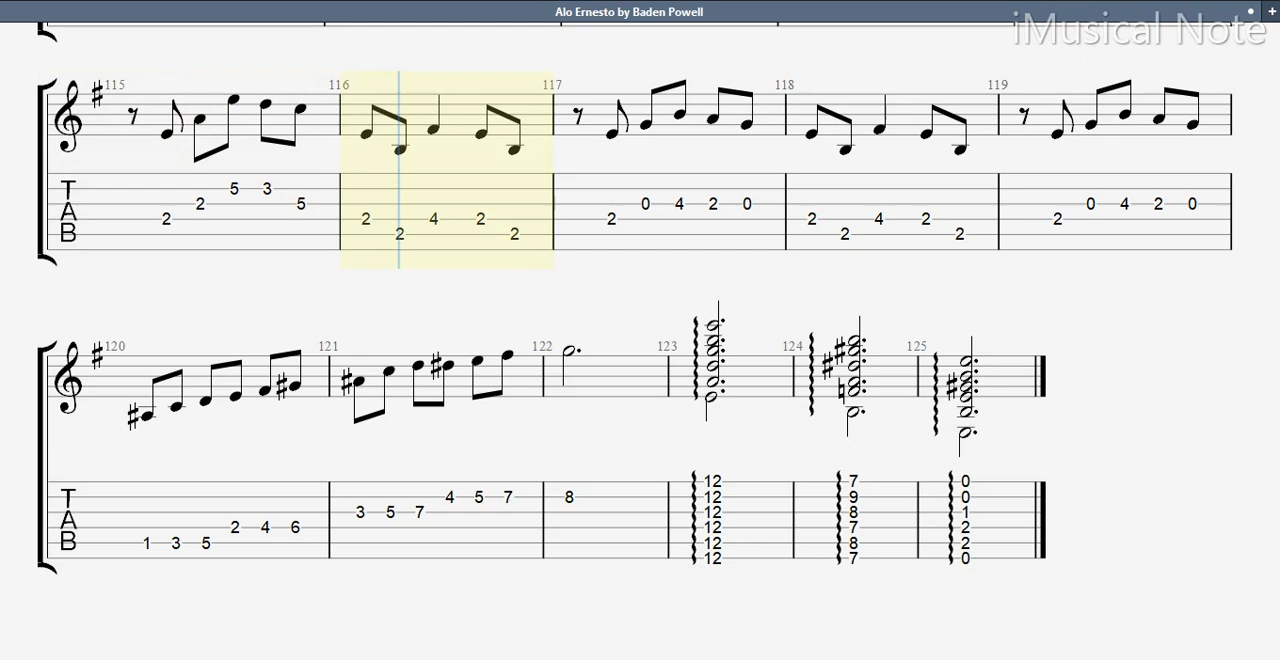 Alo Ernesto by Baden Powell
iMusical Note
115 116 117 118 119
T 5 3
2 5 0 4 2 0 0 4 2 0
A 2 2 4 2 2 2 4 2 2
B 2 2 2 2
120 121 122 123 124 125
12 7 0
T 4 5 7 8 12 9 0
3 5 7 12 8 1
A 2 4 6 12 7 2
B 1 3 5 12 8 2
12 7 0